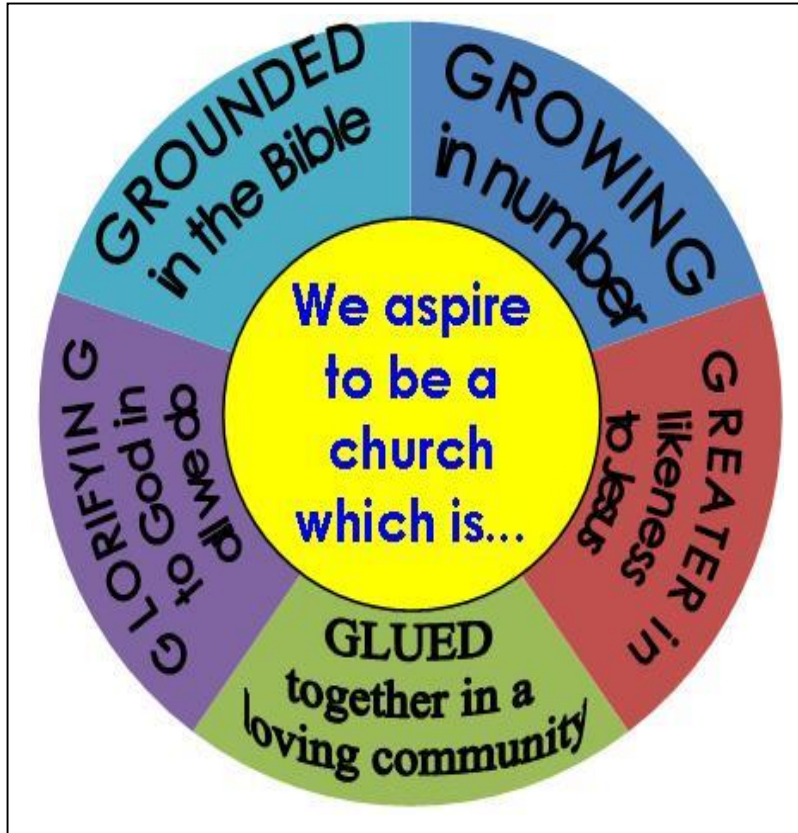 We aspire
to be a
church
which is...
GROWING
in number
GREATER in
likeness
to Jesus
GLUED
together in a
loving community
GLORIFYING
to God in
all we do
GROUNDED
in the Bible